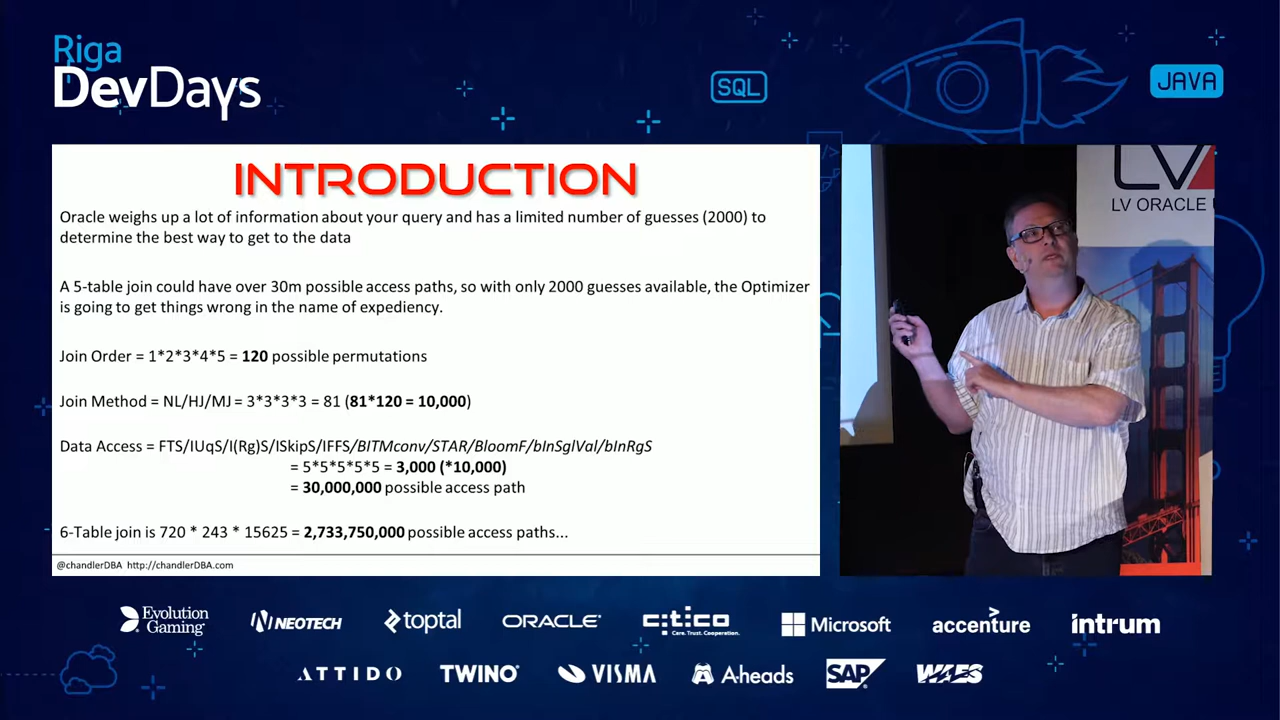 Riga
DevDays
SQL
JAVA
</>
INTRODUCTION
Oracle weighs up a lot of information about your query and has a limited number of guesses (2000) to
determine the best way to get to the data
A 5-table join could have over 30m possible access paths, so with only 2000 guesses available, the Optimizer
is going to get things wrong in the name of expediency.
Join Order = 1*2*3*4*5 = 120 possible permutations
Join Method = NL/HJ/MJ = 3*3*3*3 = 81 (81*120 = 10,000)
Data Access = FTS/IUqS/I(Rg)S/ISkipS/IFFS/BITMconv/STAR/BloomF/bInSglVal/bInRgS
= 5*5*5*5*5 = 3,000 (*10,000)
= 30,000,000 possible access path
6-Table join is 720 * 243 * 15625 = 2,733,750,000 possible access paths...
@chandlerDBA http://chandlerDBA.com
LV
LV ORACLE
Evolution
Gaming
NEOTECH
toptal
ORACLE
citico
Care. Trust. Cooperation.
Microsoft
accenture
intrum
ATTIDO
TWINO
VISMA
A-heads
SAP
WAES